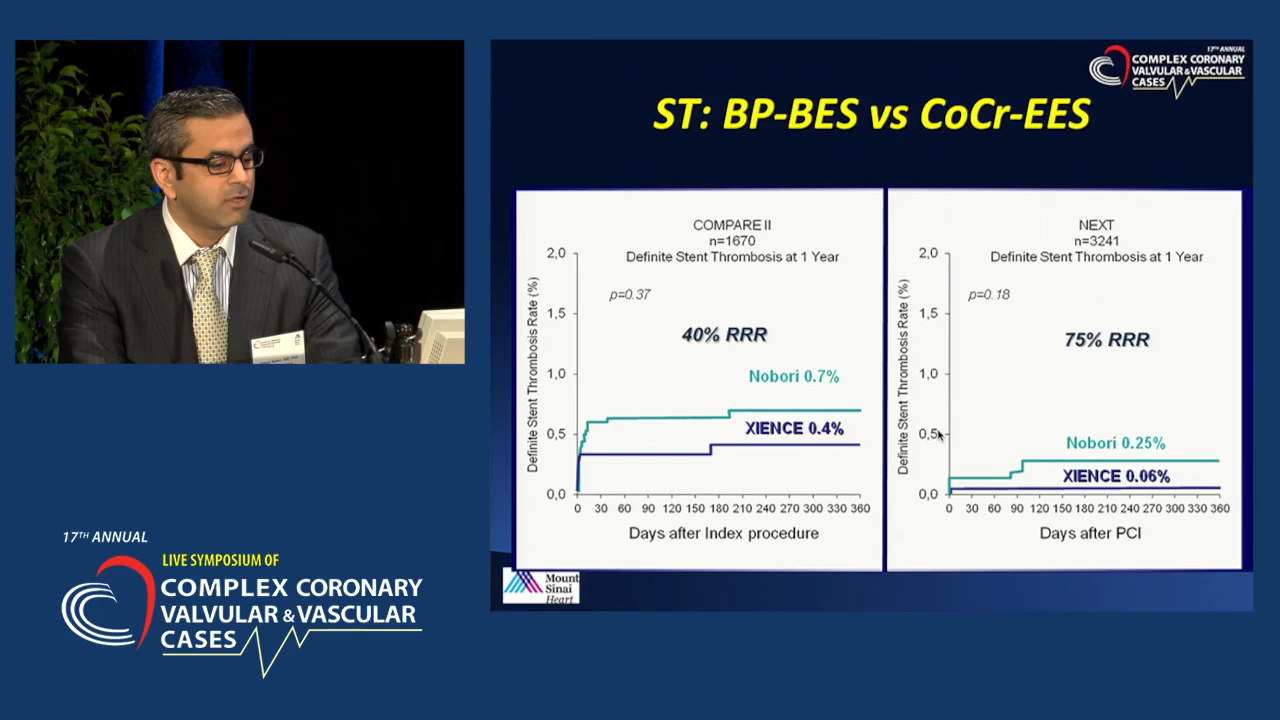 17TH ANNUAL
COMPLEX CORONARY
VALVULAR & VASCULAR
CASES
ST: BP-BES vs CoCr-EES
COMPARE II
n=1670
Definite Stent Thrombosis at 1 Year
p=0.37
40% RRR
Nobori 0.7%
XIENCE 0.4%
Definite Stent Thrombosis Rate (%)
2,0
1,5
1,0
0,5
0,0
0 30 60 90 120 150 180 210 240 270 300 330 360
Days after Index procedure
NEXT
n=3241
Definite Stent Thrombosis at 1 Year
p=0.18
75% RRR
Nobori 0.25%
XIENCE 0.06%
Definite Stent Thrombosis Rate (%)
2,0
1,5
1,0
0,5
0,0
0 30 60 90 120 150 180 210 240 270 300 330 360
Days after PCI
Mount
Sinai
Heart
17TH ANNUAL
LIVE SYMPOSIUM OF
COMPLEX CORONARY
VALVULAR & VASCULAR
CASES